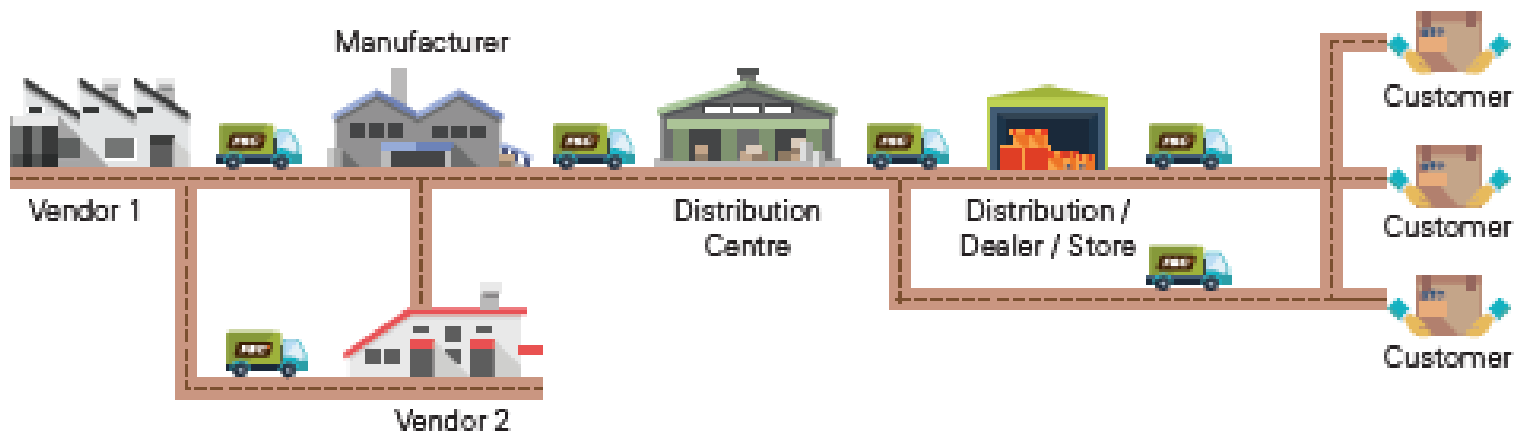 Manufacturer
Customer
Vendor 1
Distribution
Centre
Distribution /
Dealer / Store
Customer
Customer
Vendor 2